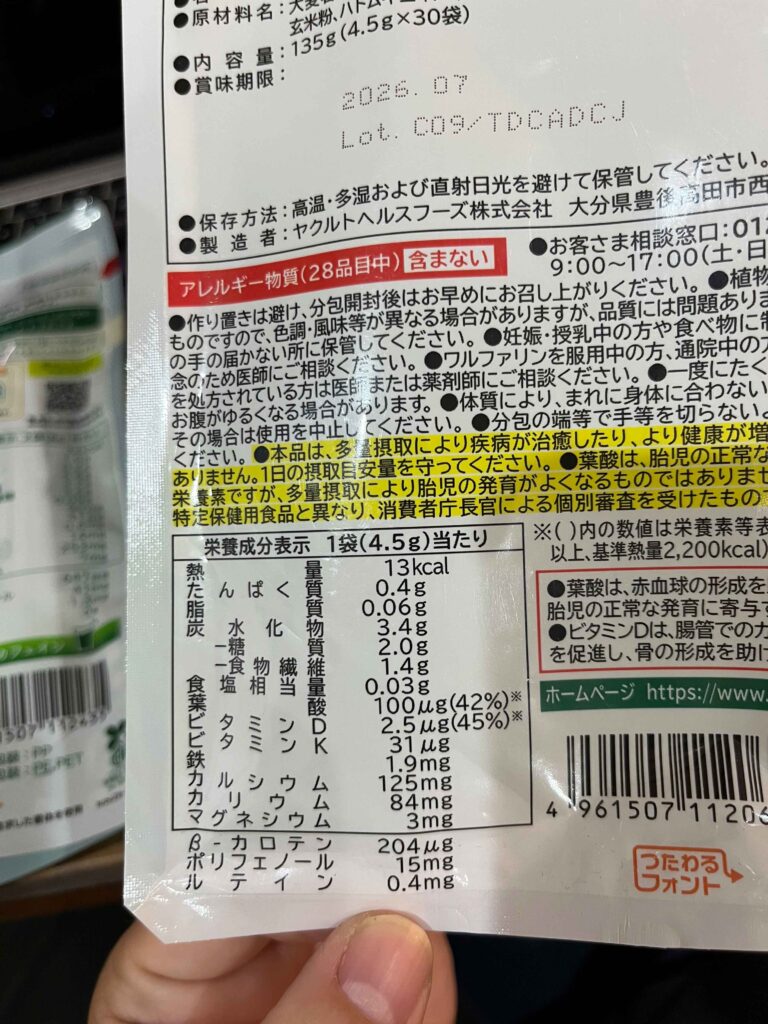 ●原材料名：大麦若
玄米粉、ハトム
●内容量：135g(4.5g×30袋)
●賞味期限：
2026.07
Lot. C09/TDCADCJ
●保存方法：高温・多湿および直射日光を避けて保管してください。
●製造者：ヤクルトヘルスフーズ株式会社 大分県豊後高田市西
アレルギー物質(28品目中) 含まない
●お客さま相談窓口：012
9:00～17:00(土・日
●作り置きは避け、分包開封後はお早めにお召し上がりください。●植物
ものですので、色調・風味等が異なる場合がありますが、品質には問題ありま
の手の届かない所に保管してください。●妊娠・授乳中の方や食べ物に制
念のため医師にご相談ください。●ワルファリンを服用中の方、通院中の方
を処方されている方は医師または薬剤師にご相談ください。●一度にたく
お腹がゆるくなる場合があります。●体質により、まれに身体に合わない
その場合は使用を中止してください。●分包の端等で手等を切らないよ
ください。●本品は、多量摂取により疾病が治癒したり、より健康が増
ありません。1日の摂取目安量を守ってください。●葉酸は、胎児の正常な
栄養素ですが、多量摂取により胎児の発育がよくなるものではありませ
特定保健用食品と異なり、消費者庁長官による個別審査を受けたもの
栄養成分表示 1袋(4.5g)当たり
熱量 13kcal
たんぱく質 0.4g
脂質 0.06g
炭水化物 3.4g
−糖質 2.0g
−食物繊維 1.4g
食塩相当量 0.03g
葉酸 100μg(42%)※
ビタミンD 2.5μg(45%)※
ビタミンK 31μg
鉄 1.9mg
カルシウム 125mg
カリウム 84mg
マグネシウム 3mg
β-カロテン 204μg
ポリフェノール 15mg
ルテイン 0.4mg
※( )内の数値は栄養素等表
以上、基準熱量2,200kcal)
●葉酸は、赤血球の形成を
胎児の正常な発育に寄与す
●ビタミンDは、腸管でのカ
を促進し、骨の形成を助け
ホームページ https://www.
4 961507 11206
つたわる
フォント